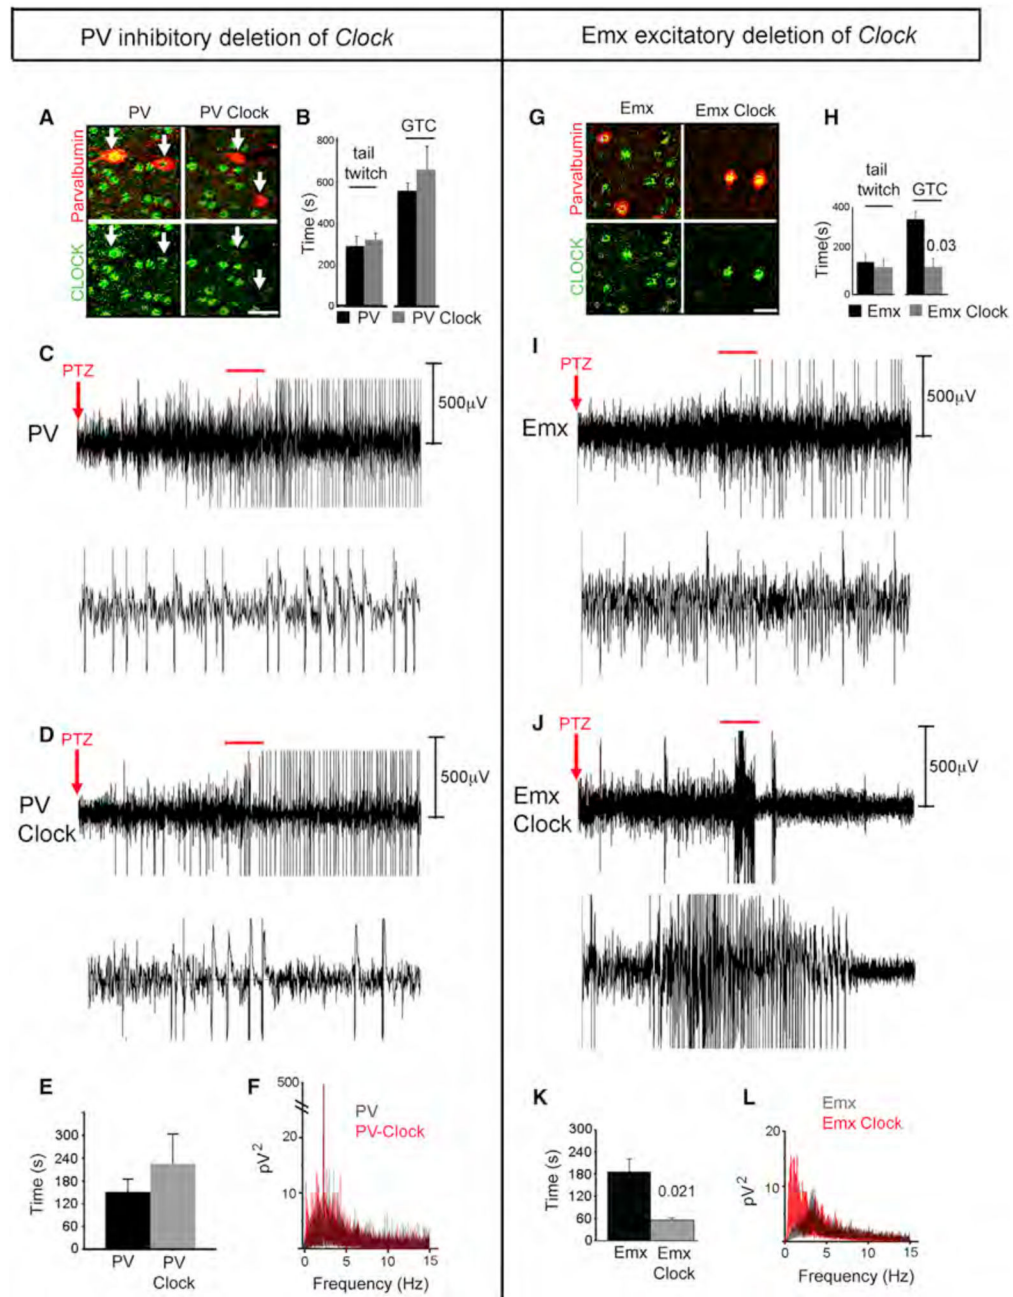 PV inhibitory deletion of Clock
Emx excitatory deletion of Clock
A
PV
PV Clock
Parvalbumin
CLOCK
B
GTC
tail
twitch
800
600
400
200
0
Time (s)
PV
PV Clock
G
Emx
Emx Clock
Parvalbumin
CLOCK
H
tail
twitch
GTC
0.03
400
200
0
Time(s)
Emx
Emx Clock
C
PTZ
PV
500μV
I
PTZ
Emx
500μV
D
PTZ
PV
Clock
500μV
J
PTZ
Emx
Clock
500μV
E
300
240
180
120
60
0
Time (s)
PV
PV
Clock
F
500
20
10
pV²
PV
PV-Clock
0
5
10
15
Frequency (Hz)
K
300
240
180
120
60
0
Time (s)
0.021
Emx
Emx
Clock
L
Emx
Emx Clock
20
10
pV²
0
5
10
15
Frequency (Hz)